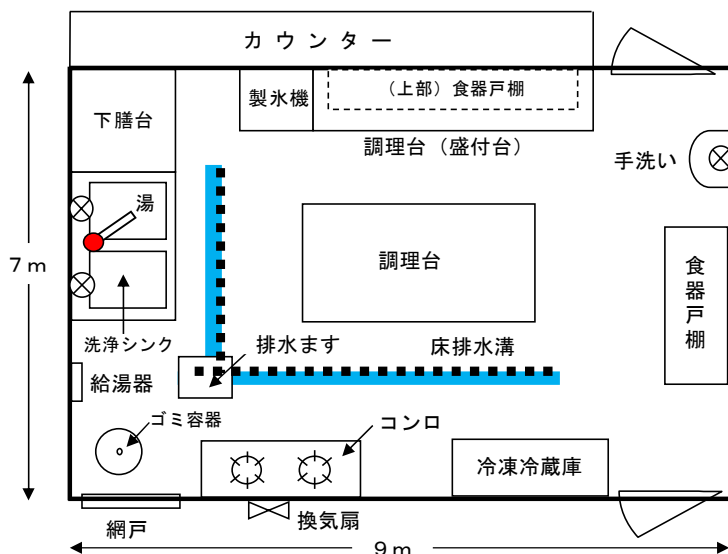 カウンター
下膳台
製氷機
（上部）食器戸棚
調理台（盛付台）
手洗い
湯
7ｍ
調理台
食器戸棚
洗浄シンク
排水ます
床排水溝
給湯器
ゴミ容器
コンロ
冷凍冷蔵庫
網戸
換気扇
9ｍ